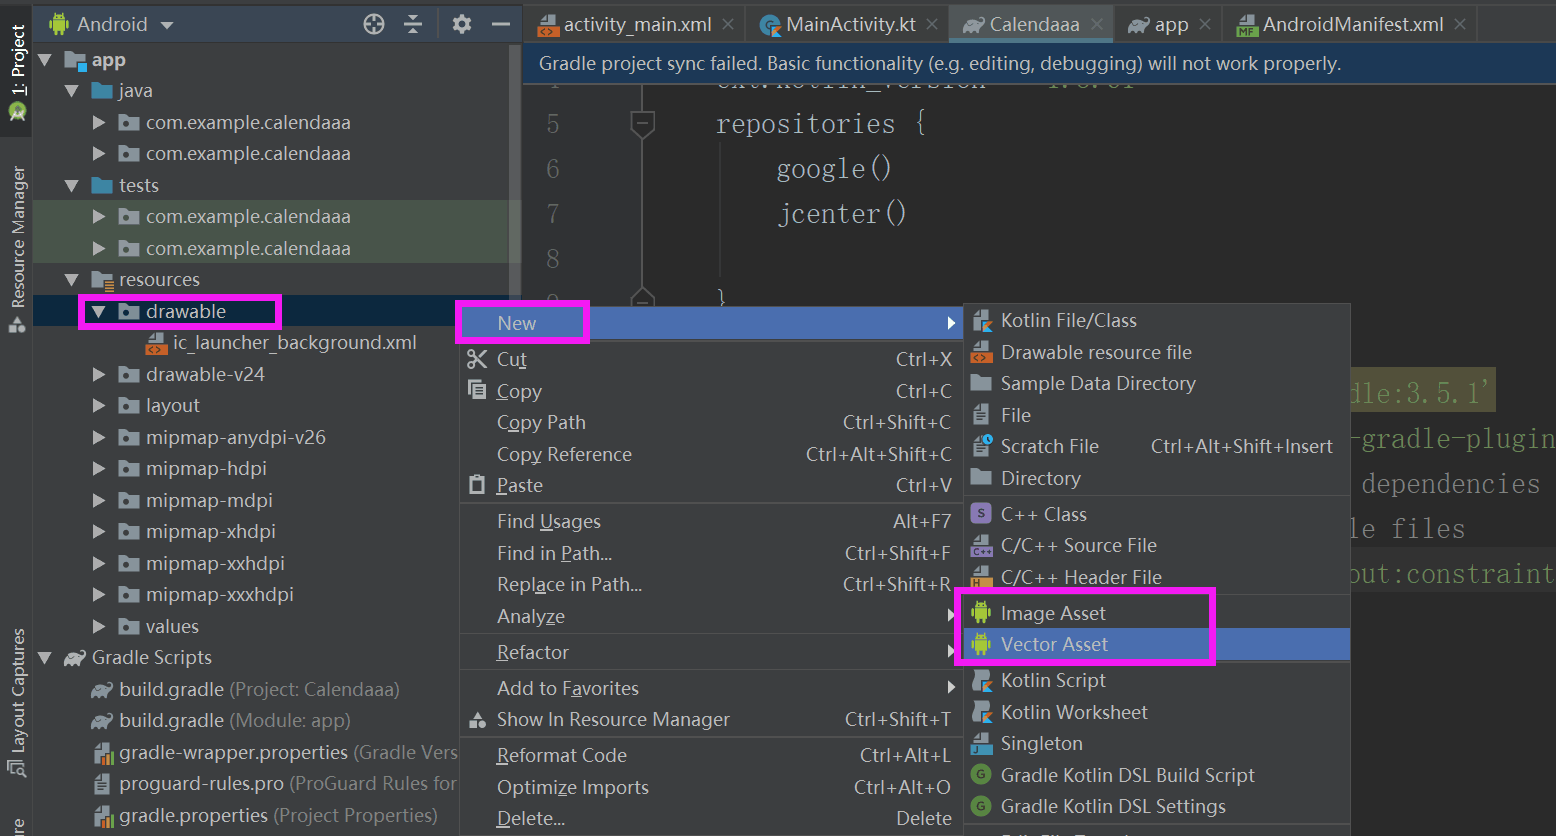 Android
activity_main.xml
MainActivity.kt
Calendaaa
app
AndroidManifest.xml
Gradle project sync failed. Basic functionality (e.g. editing, debugging) will not work properly.
1: Project
Resource Manager
Layout Captures
app
java
com.example.calendaaa
com.example.calendaaa
tests
com.example.calendaaa
com.example.calendaaa
resources
drawable
ic_launcher_background.xml
drawable-v24
layout
mipmap-anydpi-v26
mipmap-hdpi
mipmap-mdpi
mipmap-xhdpi
mipmap-xxhdpi
mipmap-xxxhdpi
values
Gradle Scripts
build.gradle (Project: Calendaaa)
build.gradle (Module: app)
gradle-wrapper.properties (Gradle Vers
proguard-rules.pro (ProGuard Rules for
gradle.properties (Project Properties)
5 repositories {
6 google()
7 jcenter()
8
}
dle:3.5.1'
-gradle-plugin
dependencies
le files
out:constraint
New
Cut Ctrl+X
Copy Ctrl+C
Copy Path Ctrl+Shift+C
Copy Reference Ctrl+Alt+Shift+C
Paste Ctrl+V
Find Usages Alt+F7
Find in Path... Ctrl+Shift+F
Replace in Path... Ctrl+Shift+R
Analyze
Refactor
Add to Favorites
Show In Resource Manager Ctrl+Shift+T
Reformat Code Ctrl+Alt+L
Optimize Imports Ctrl+Alt+O
Delete... Delete
Kotlin File/Class
Drawable resource file
Sample Data Directory
File
Scratch File Ctrl+Alt+Shift+Insert
Directory
C++ Class
C/C++ Source File
C/C++ Header File
Image Asset
Vector Asset
Kotlin Script
Kotlin Worksheet
Singleton
Gradle Kotlin DSL Build Script
Gradle Kotlin DSL Settings